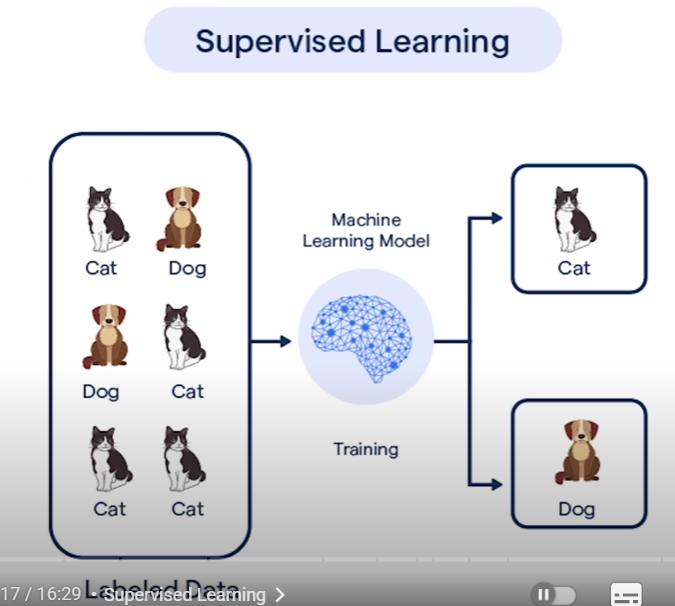 Supervised Learning
Cat Dog
Dog Cat
Cat Cat
Machine
Learning Model
Training
Cat
Dog
Labeled Data
17 / 16:29 • Supervised Learning >